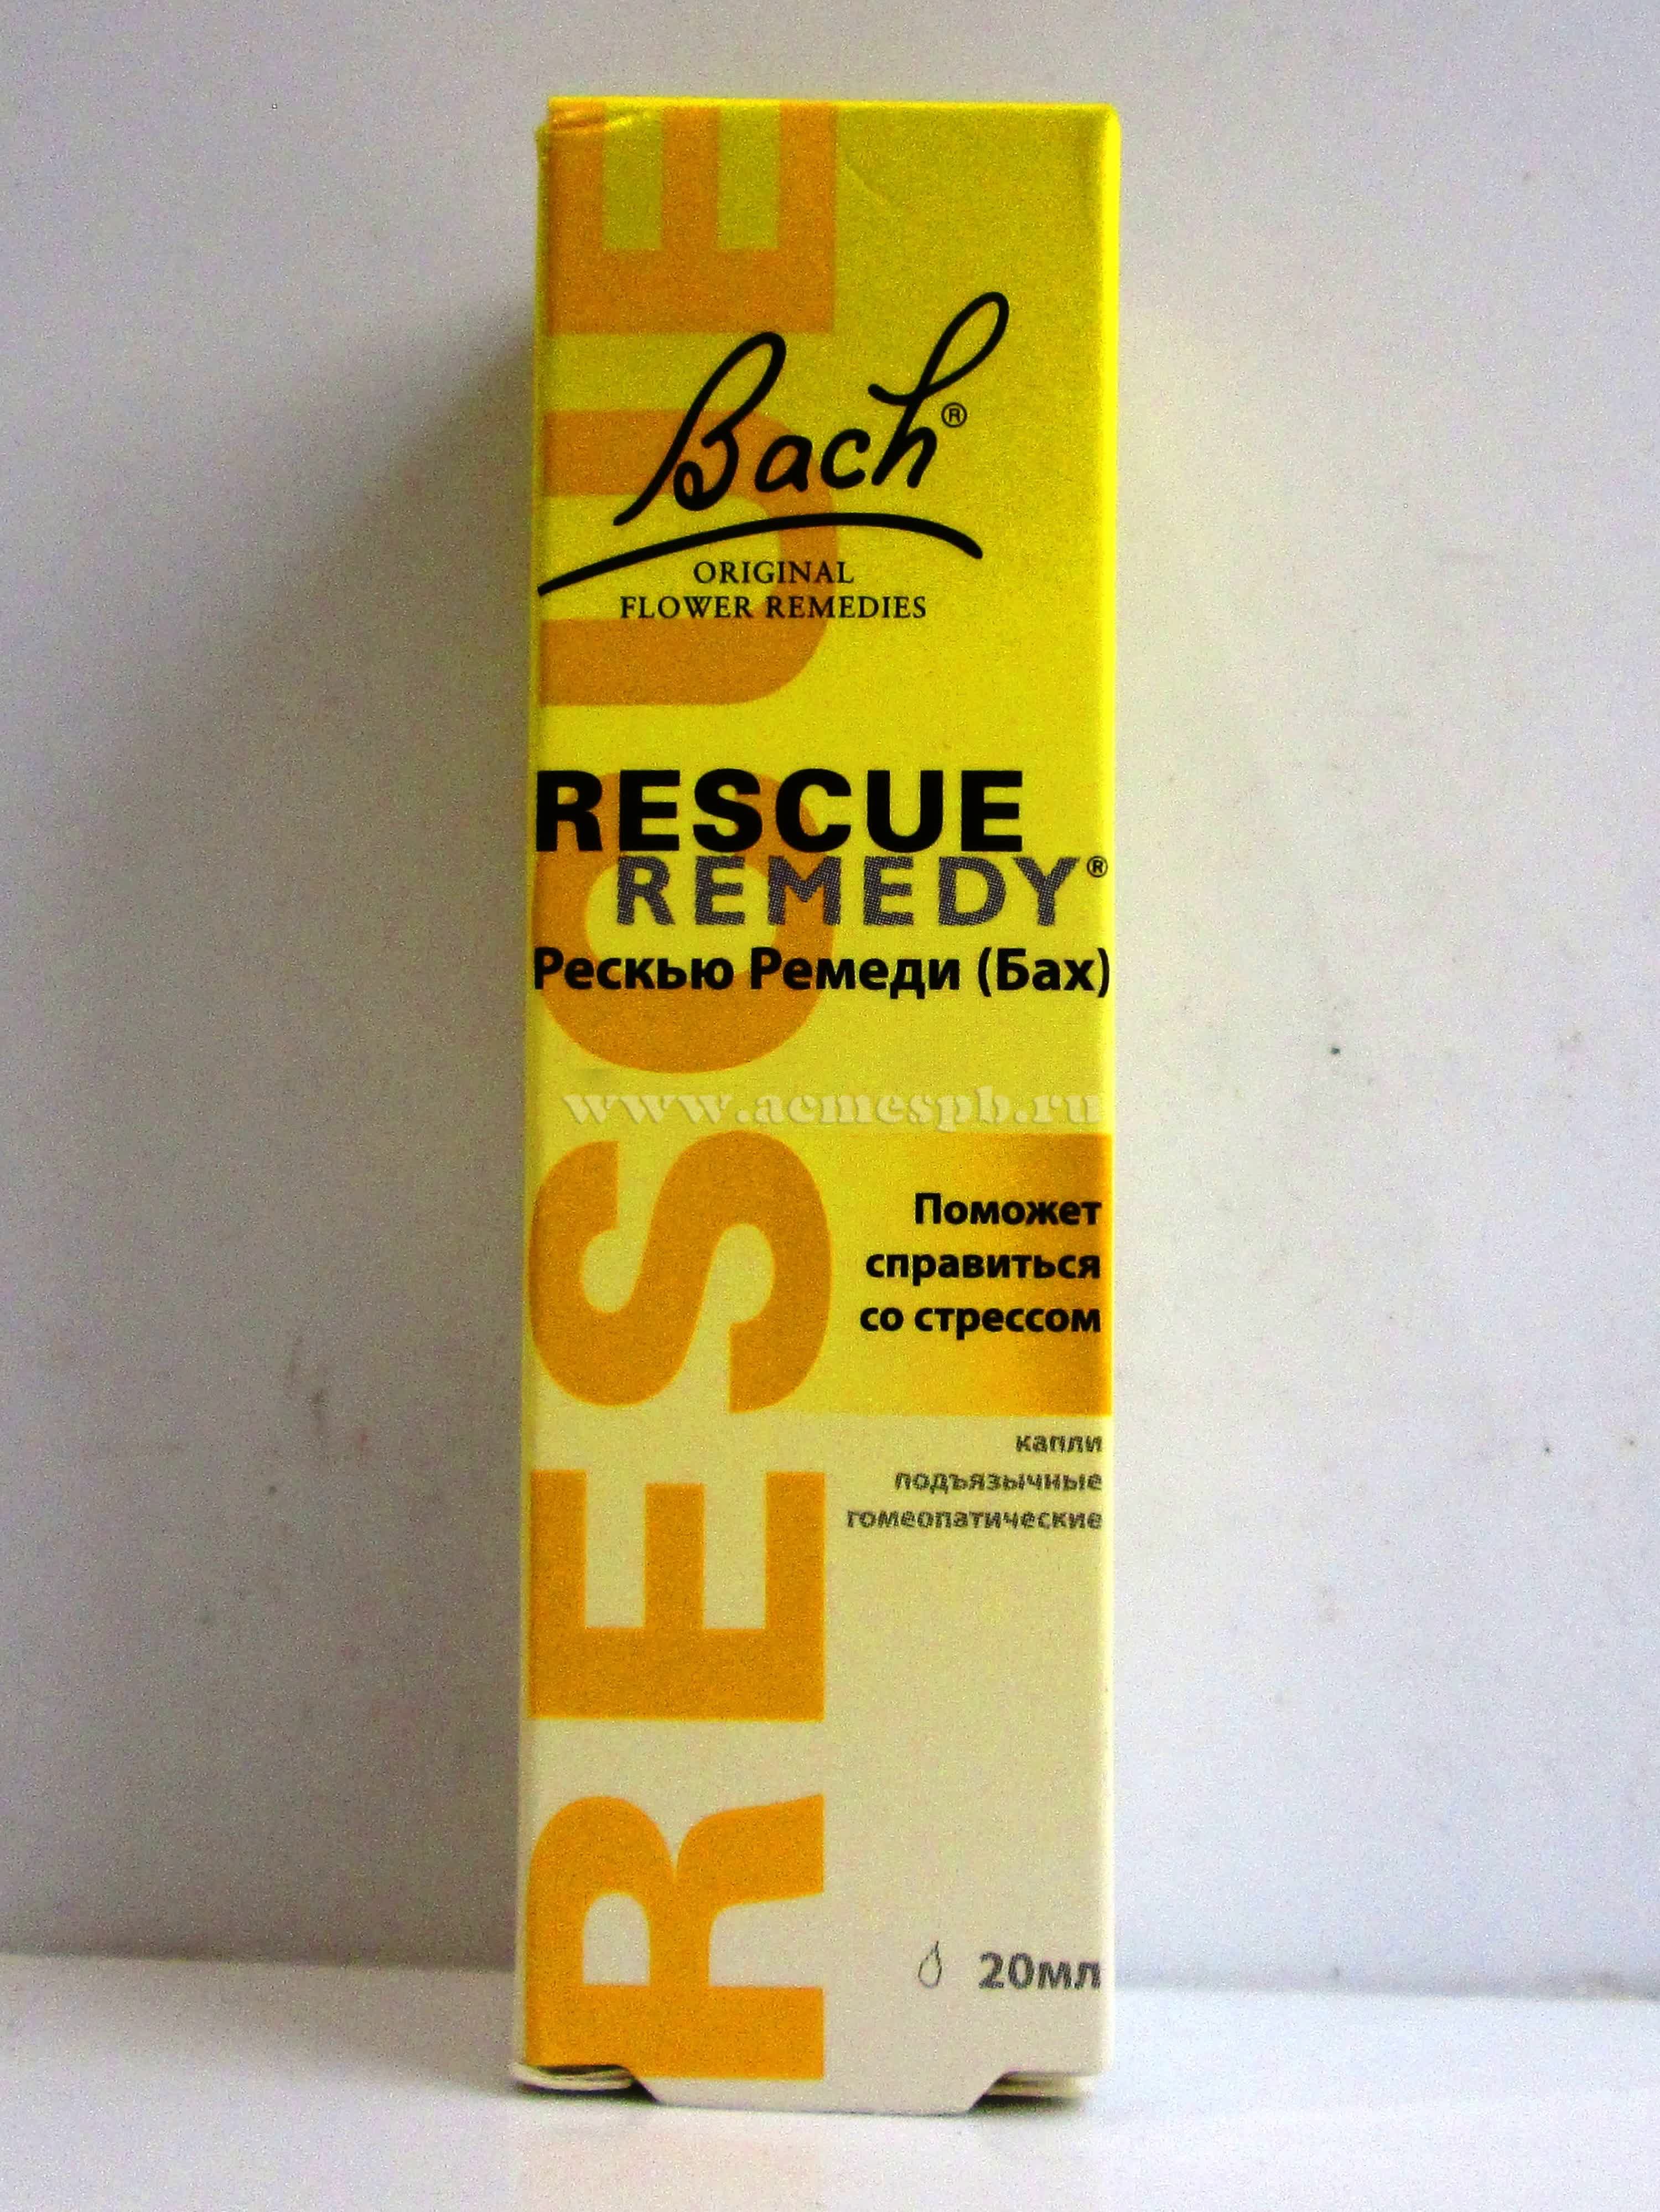 Bach®
ORIGINAL
FLOWER REMEDIES
RESCUE
REMEDY®
Рескью Ремеди (Бах)
www.acmespb.ru
Поможет
справиться
со стрессом
капли
подъязычные
гомеопатические
20мл
RESCUE